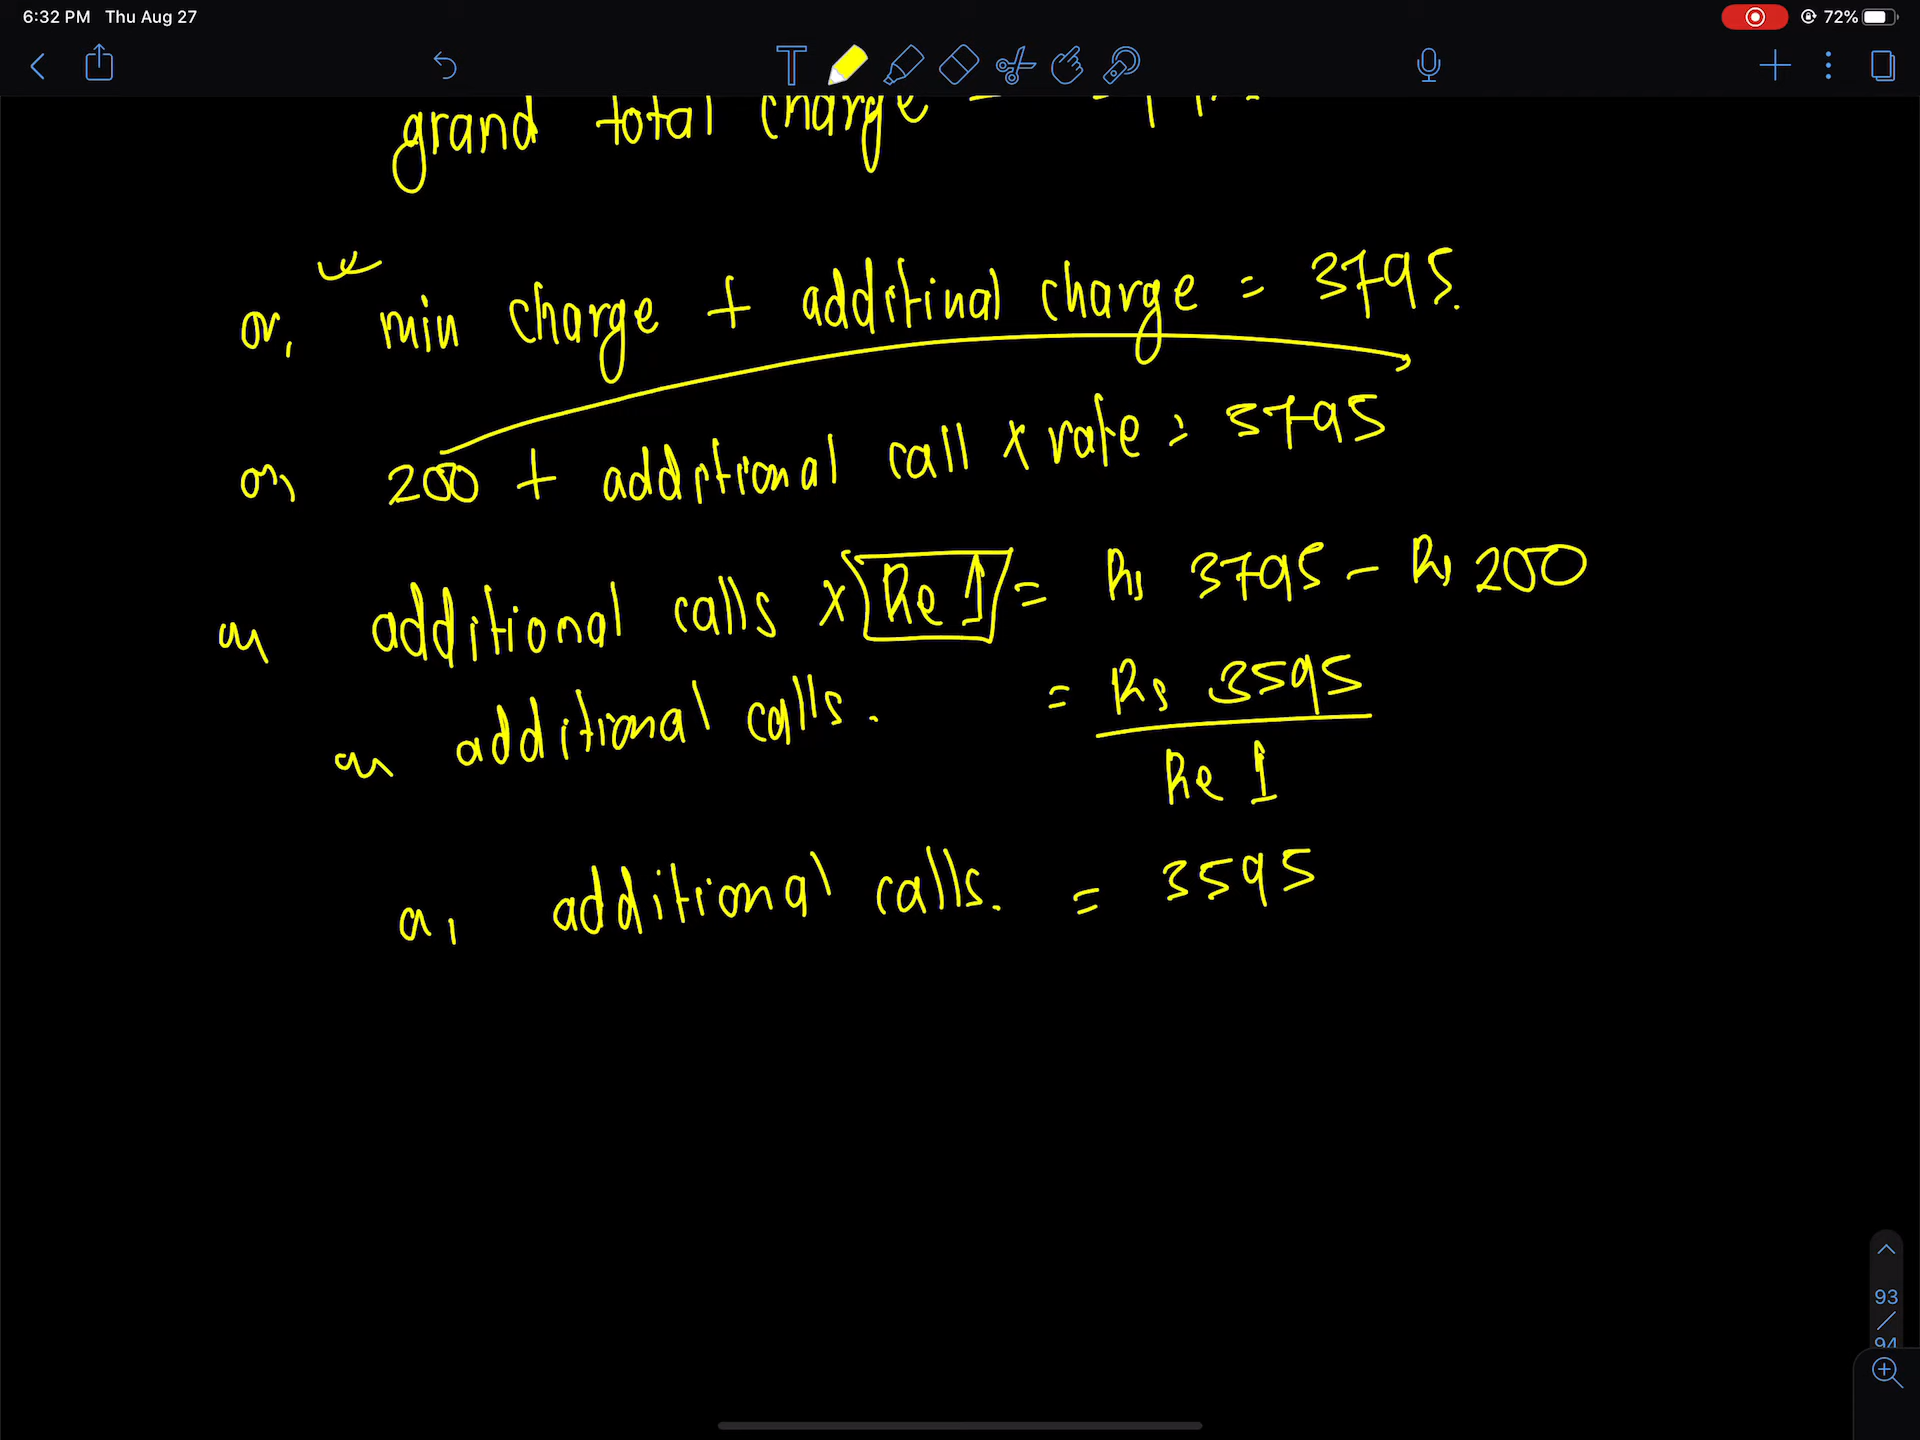 6:32 PM Thu Aug 27
72%
T
grand total charge =
or, min charge + additinal charge = 3795.
or, 200 + additional call x rate = 3795
or additional calls x Re 1 = Rs 3795 - Rs 200
or additional calls. = Rs 3595
Re 1
or, additional calls. = 3595
93
/
94